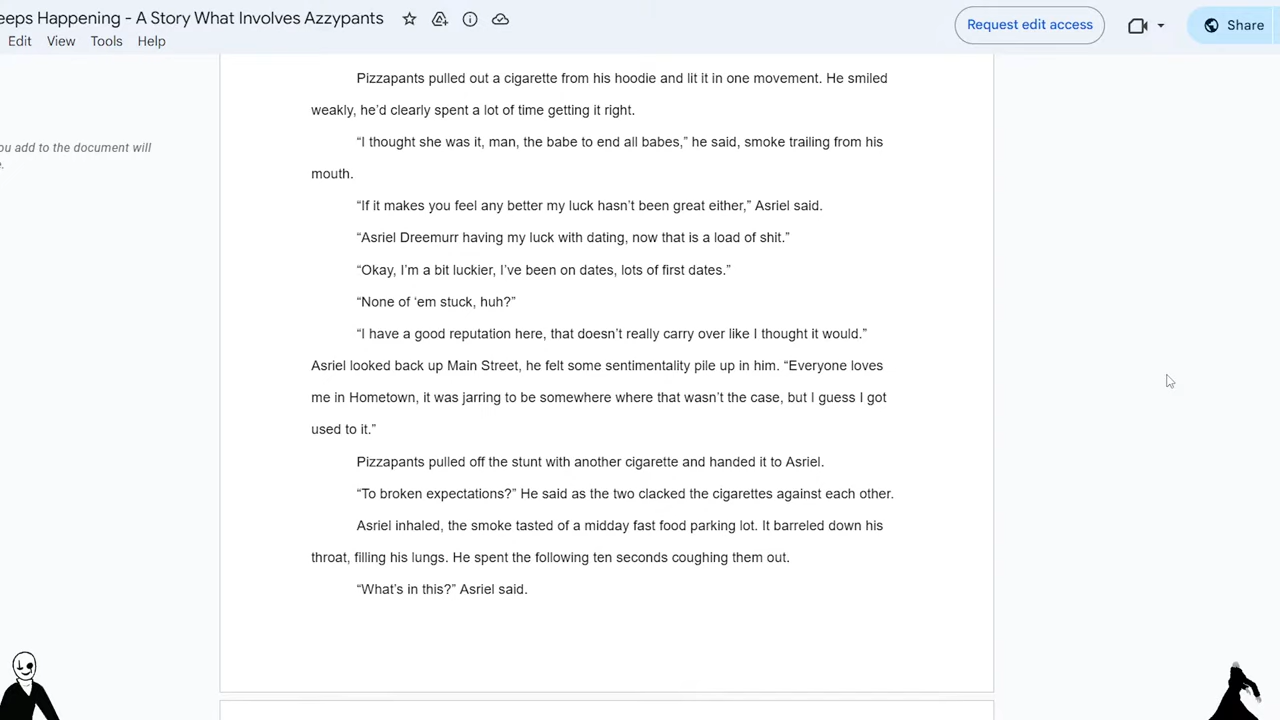 eeps Happening - A Story What Involves Azzypants
Request edit access
Share
Edit View Tools Help
Pizzapants pulled out a cigarette from his hoodie and lit it in one movement. He smiled
weakly, he’d clearly spent a lot of time getting it right.
“I thought she was it, man, the babe to end all babes,” he said, smoke trailing from his
mouth.
“If it makes you feel any better my luck hasn’t been great either,” Asriel said.
“Asriel Dreemurr having my luck with dating, now that is a load of shit.”
“Okay, I’m a bit luckier, I’ve been on dates, lots of first dates.”
“None of ‘em stuck, huh?”
“I have a good reputation here, that doesn’t really carry over like I thought it would.”
Asriel looked back up Main Street, he felt some sentimentality pile up in him. “Everyone loves
me in Hometown, it was jarring to be somewhere where that wasn’t the case, but I guess I got
used to it.”
Pizzapants pulled off the stunt with another cigarette and handed it to Asriel.
“To broken expectations?” He said as the two clacked the cigarettes against each other.
Asriel inhaled, the smoke tasted of a midday fast food parking lot. It barreled down his
throat, filling his lungs. He spent the following ten seconds coughing them out.
“What’s in this?” Asriel said.
ou add to the document will
e.